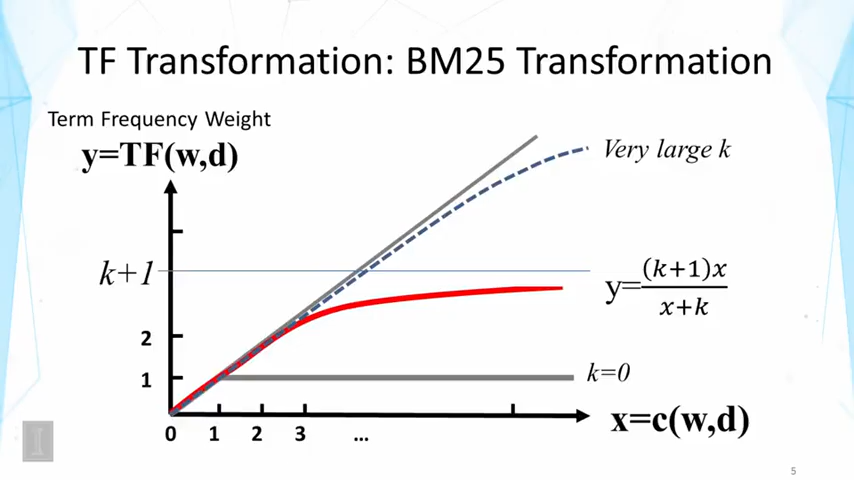 TF Transformation: BM25 Transformation
Term Frequency Weight
y=TF(w,d)
Very large k
k+1
y=(k+1)x/x+k
2
1
k=0
0 1 2 3 ...
x=c(w,d)
I
5